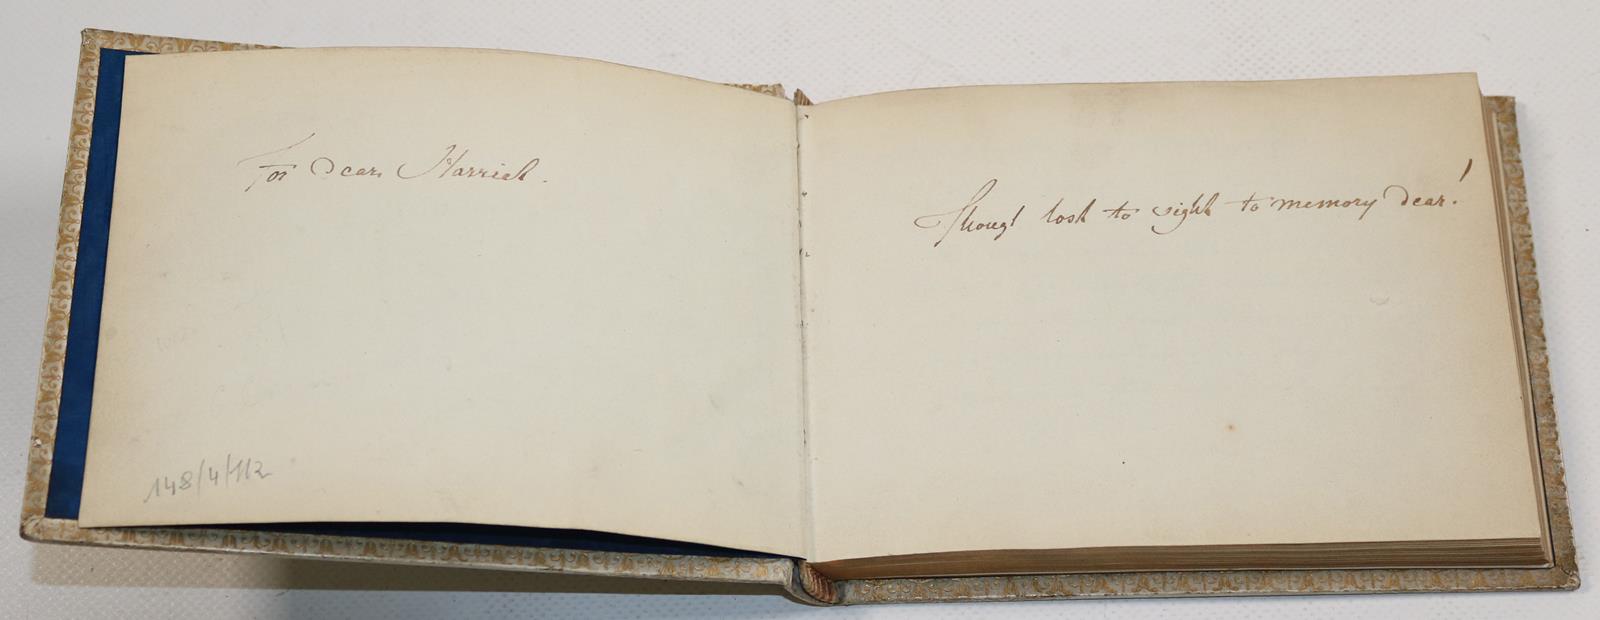 For dear Harriet.
148/4/112
Though lost to sight to memory dear!